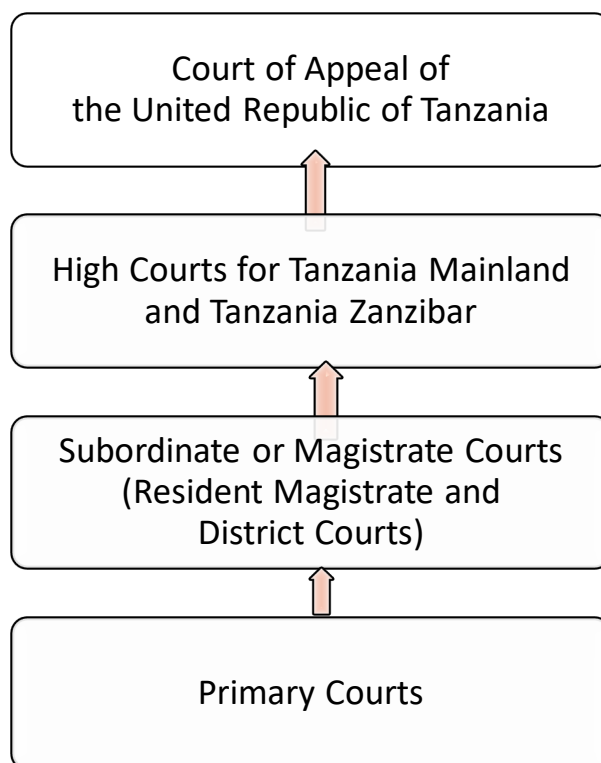 Court of Appeal of
the United Republic of Tanzania
High Courts for Tanzania Mainland
and Tanzania Zanzibar
Subordinate or Magistrate Courts
(Resident Magistrate and
District Courts)
Primary Courts